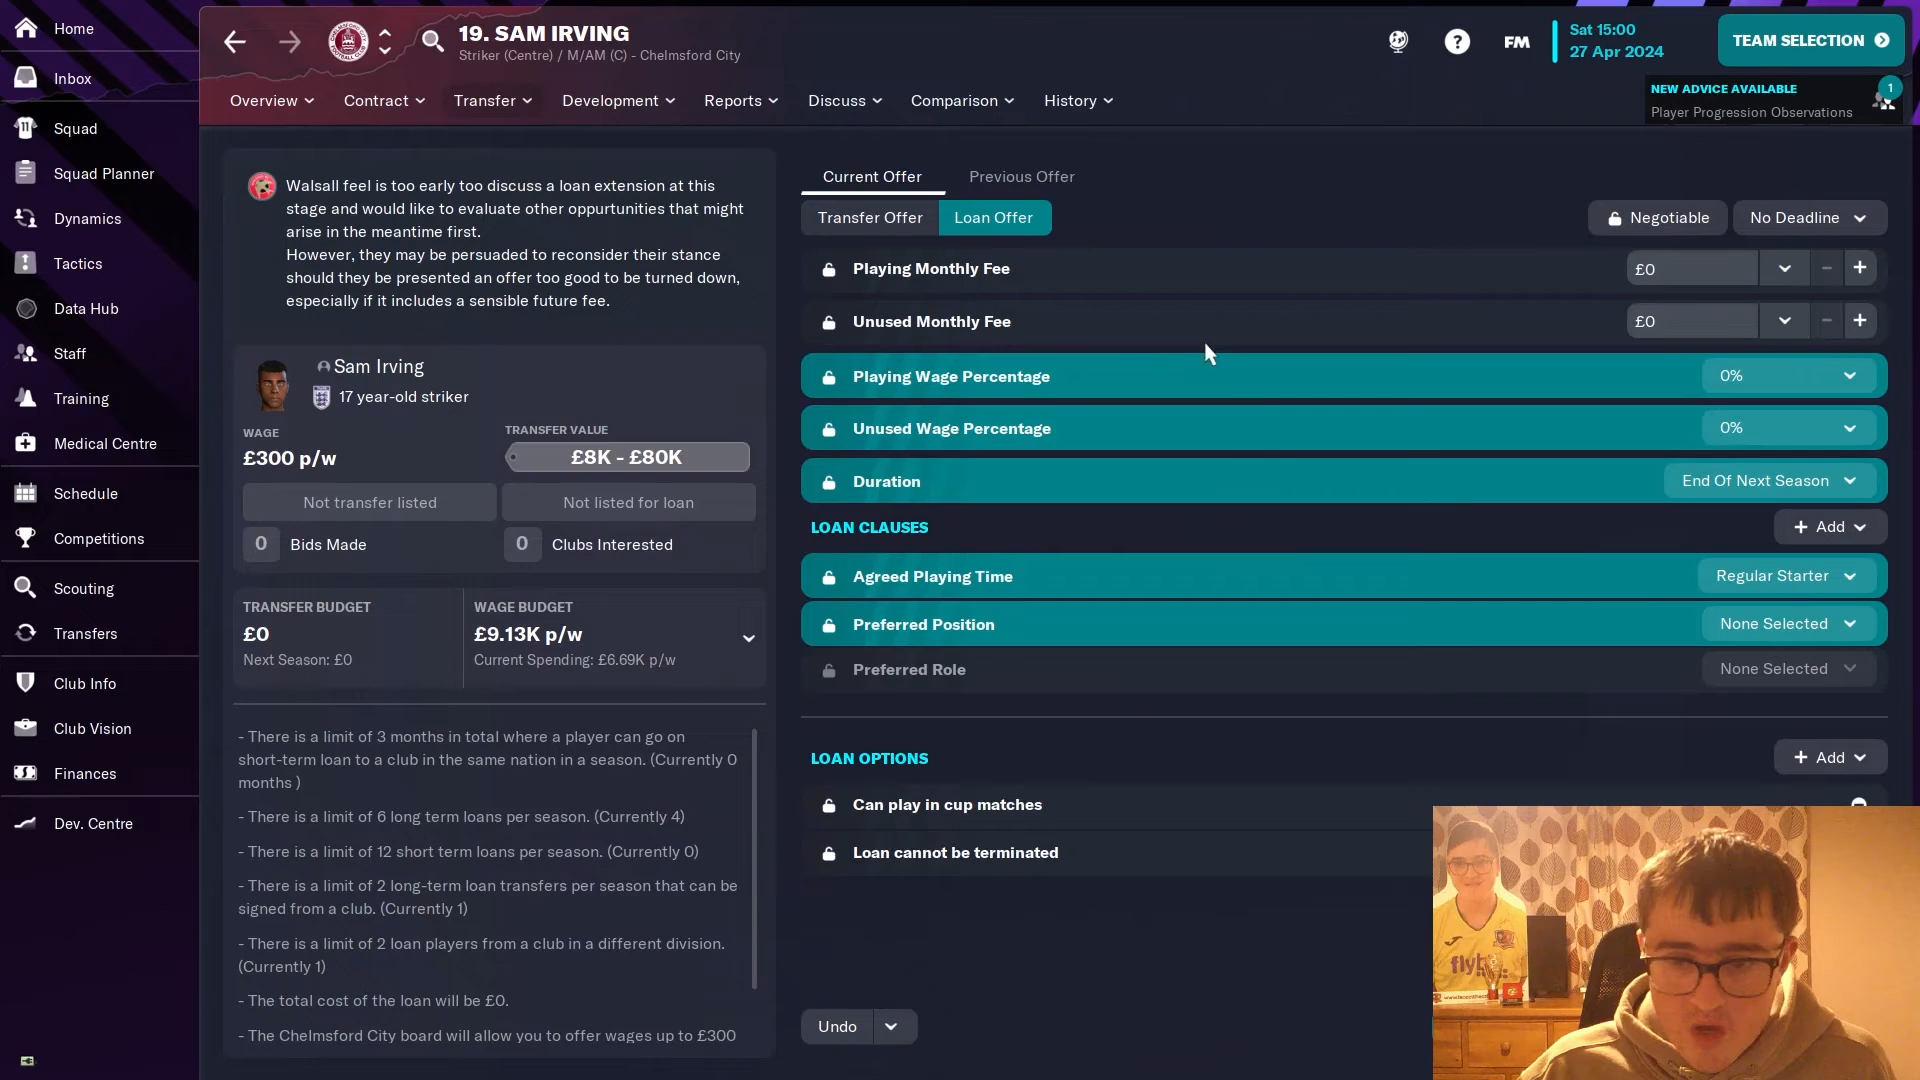 Home
Inbox
Squad
Squad Planner
Dynamics
Tactics
Data Hub
Staff
Training
Medical Centre
Schedule
Competitions
Scouting
Transfers
Club Info
Club Vision
Finances
Dev. Centre
19. SAM IRVING
Striker (Centre) / M/AM (C) - Chelmsford City
FM
Sat 15:00
27 Apr 2024
TEAM SELECTION
Overview
Contract
Transfer
Development
Reports
Discuss
Comparison
History
NEW ADVICE AVAILABLE
Player Progression Observations
1
Walsall feel is too early too discuss a loan extension at this
stage and would like to evaluate other oppurtunities that might
arise in the meantime first.
However, they may be persuaded to reconsider their stance
should they be presented an offer too good to be turned down,
especially if it includes a sensible future fee.
Sam Irving
17 year-old striker
WAGE
£300 p/w
TRANSFER VALUE
£8K - £80K
Not transfer listed
Not listed for loan
0 Bids Made
0 Clubs Interested
TRANSFER BUDGET
£0
Next Season: £0
WAGE BUDGET
£9.13K p/w
Current Spending: £6.69K p/w
- There is a limit of 3 months in total where a player can go on
short-term loan to a club in the same nation in a season. (Currently 0
months )
- There is a limit of 6 long term loans per season. (Currently 4)
- There is a limit of 12 short term loans per season. (Currently 0)
- There is a limit of 2 long-term loan transfers per season that can be
signed from a club. (Currently 1)
- There is a limit of 2 loan players from a club in a different division.
(Currently 1)
- The total cost of the loan will be £0.
- The Chelmsford City board will allow you to offer wages up to £300
Current Offer
Previous Offer
Transfer Offer
Loan Offer
Negotiable
No Deadline
Playing Monthly Fee £0
Unused Monthly Fee £0
Playing Wage Percentage 0%
Unused Wage Percentage 0%
Duration End Of Next Season
LOAN CLAUSES
+ Add
Agreed Playing Time Regular Starter
Preferred Position None Selected
Preferred Role None Selected
LOAN OPTIONS
+ Add
Can play in cup matches
Loan cannot be terminated
Undo
flyb